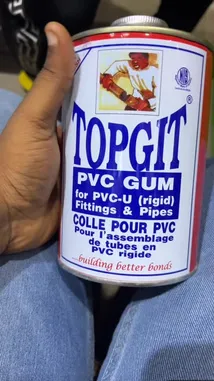 TOPGIT®
PVC GUM
for PVC-U (rigid)
Fittings & Pipes
COLLE POUR PVC
Pour l'assemblage
de tubes en
PVC rigide
...building better bonds